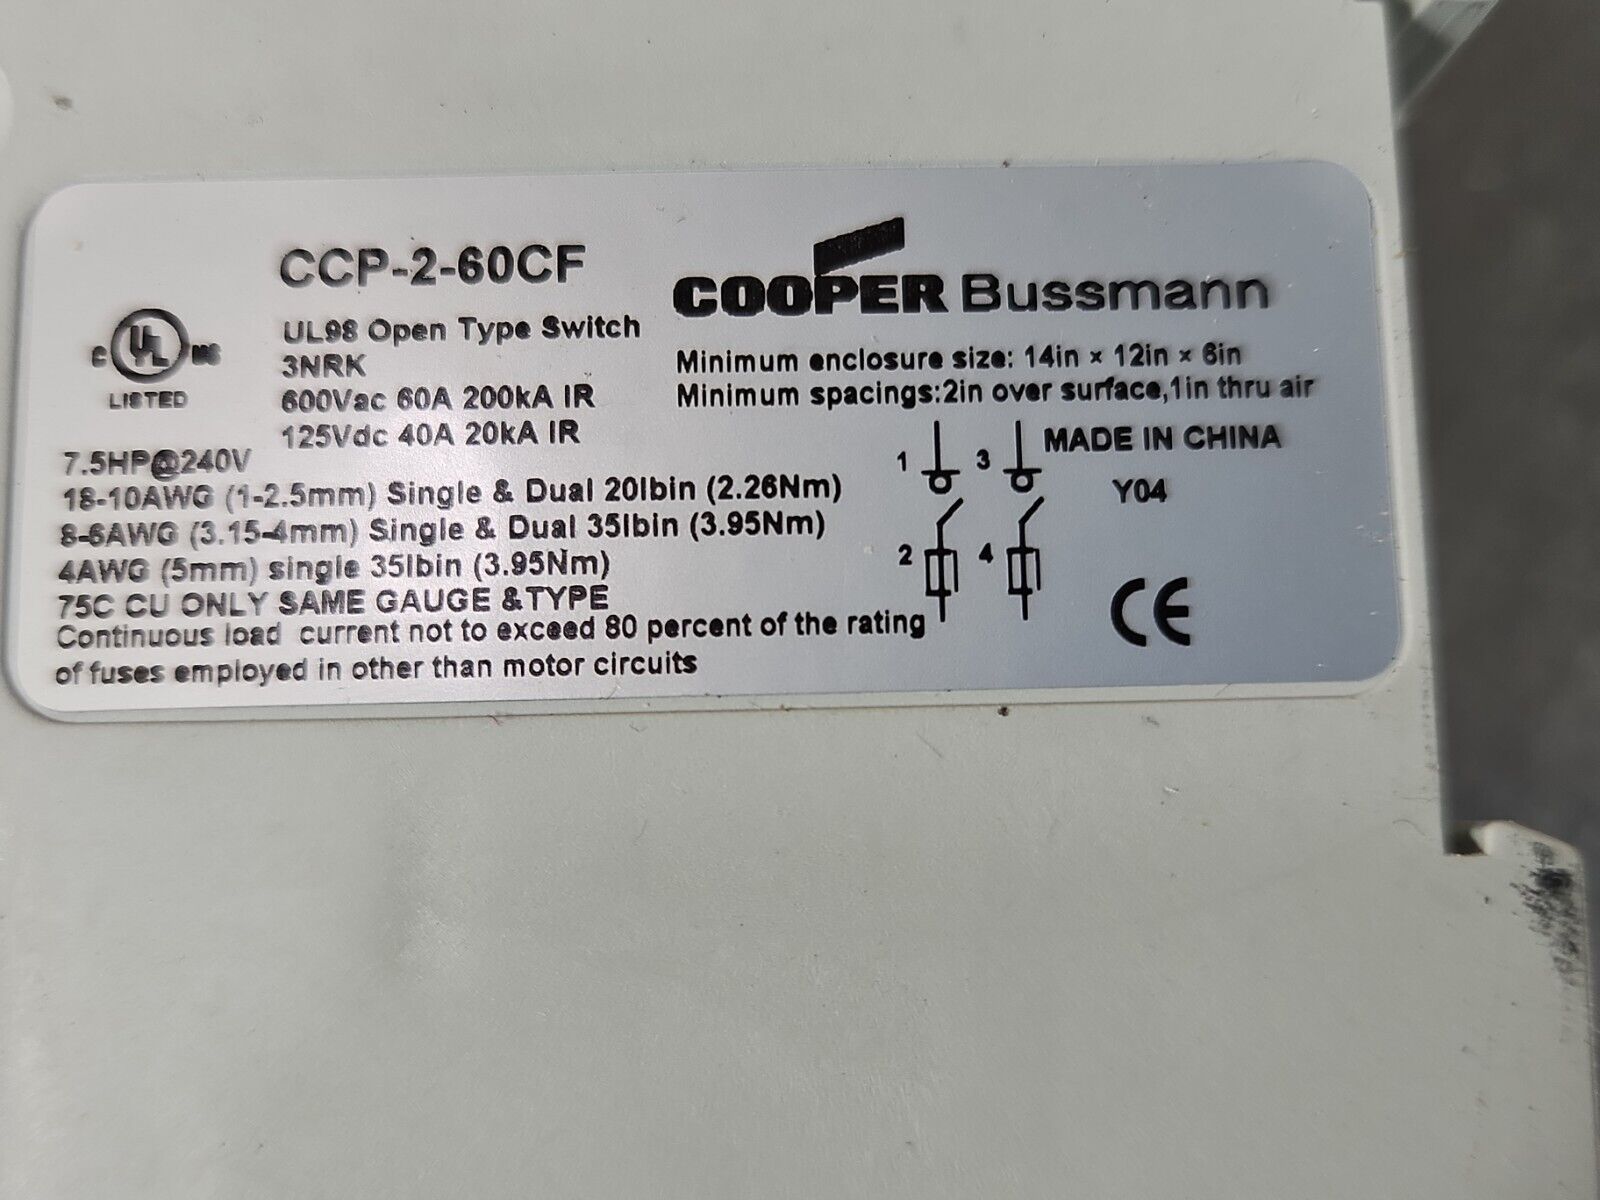 CCP-2-60CF
UL98 Open Type Switch
3NRK
600Vac 60A 200kA IR
125Vdc 40A 20kA IR
C UL US
LISTED
7.5HP@240V
18-10AWG (1-2.5mm) Single & Dual 20lbin (2.26Nm)
8-6AWG (3.15-4mm) Single & Dual 35lbin (3.95Nm)
4AWG (5mm) single 35lbin (3.95Nm)
75C CU ONLY SAME GAUGE &TYPE
Continuous load current not to exceed 80 percent of the rating
of fuses employed in other than motor circuits
COOPER Bussmann
Minimum enclosure size: 14in x 12in x 6in
Minimum spacings:2in over surface,1in thru air
1 3 MADE IN CHINA
Y04
2 4
CE